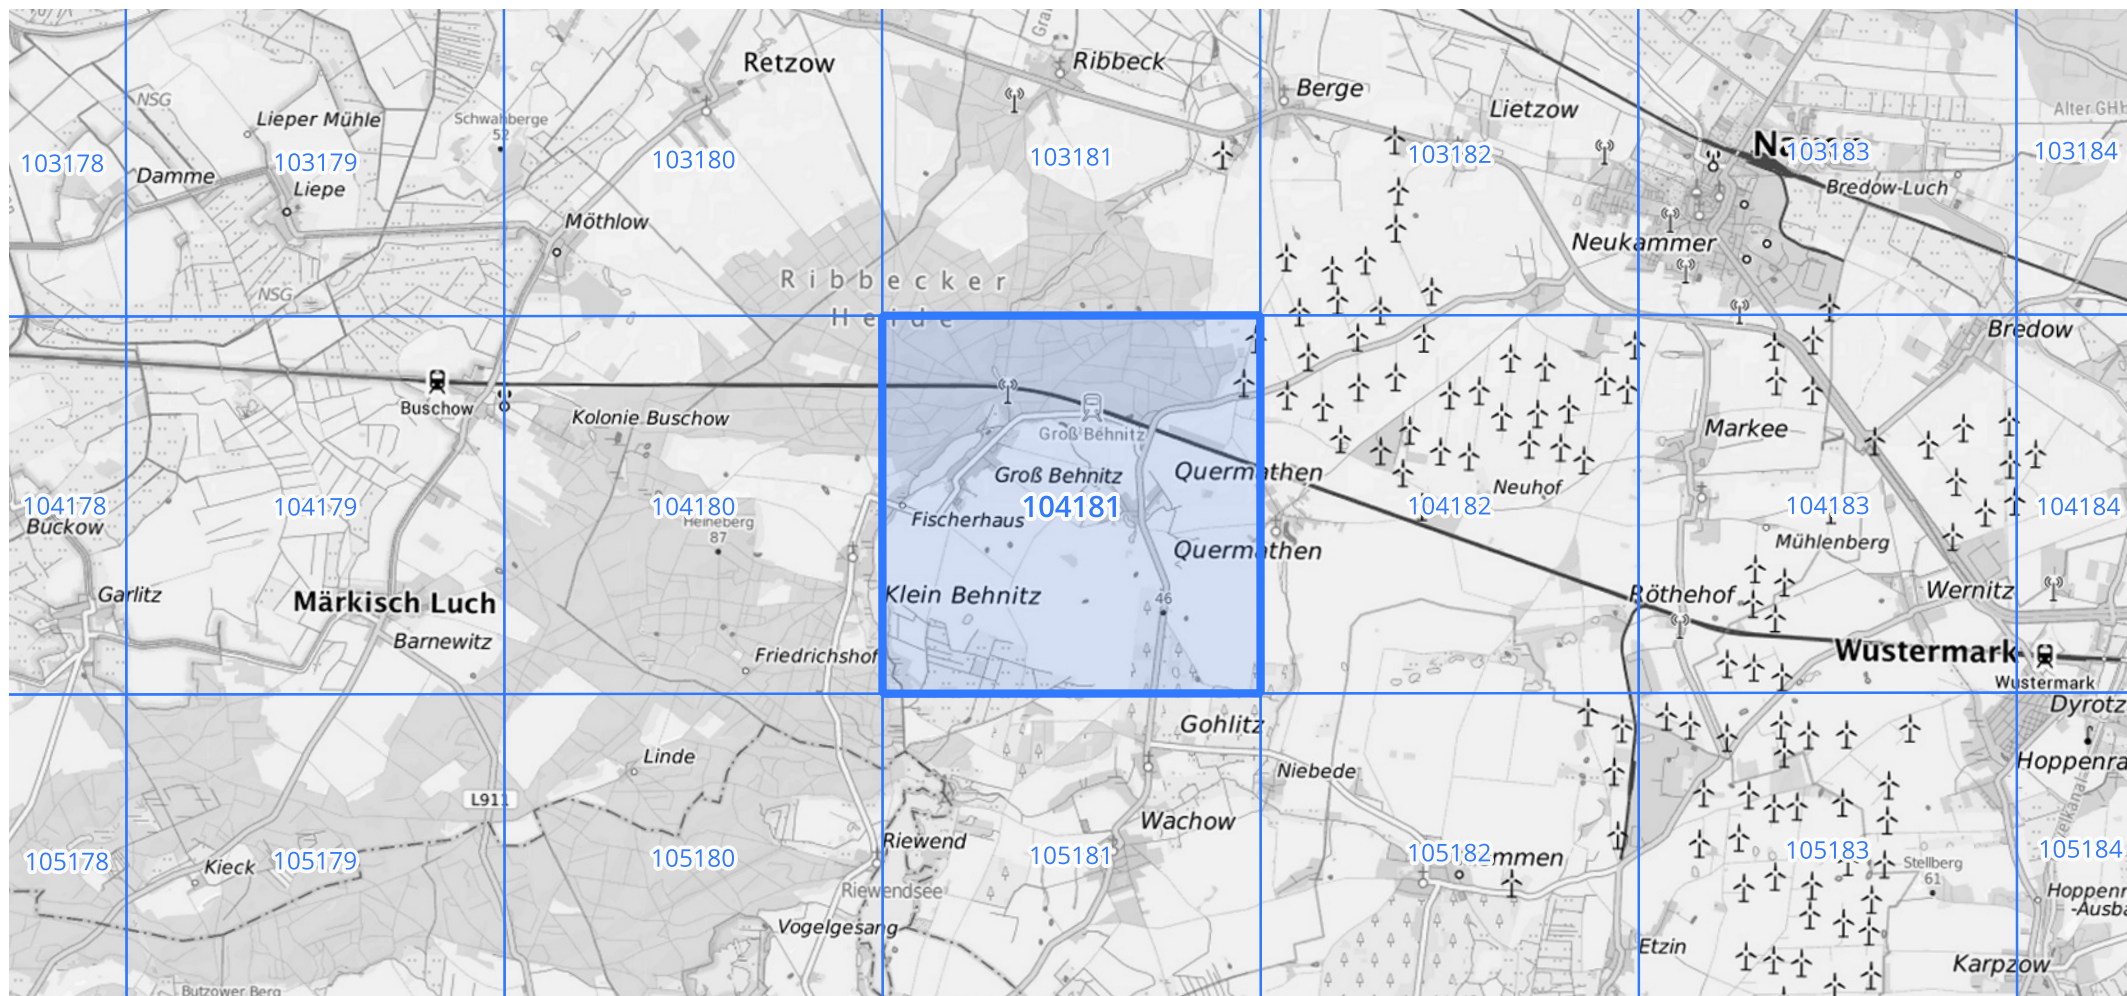 Retzow
Ribbeck
Berge
NSG
Lieper Mühle
Schwahberge
52
Lietzow
Alter GHH
103178
103179
103180
103181
103182
103183
103184
Damme
Liepe
Bredow-Luch
Möthlow
Neukammer
NSG
Ribbecker
Heide
Bredow
Buschow
Kolonie Buschow
Groß Behnitz
Markee
Groß Behnitz
Quermathen
Neuhof
104178
104179
104180
104181
104182
104183
104184
Buckow
Heineberg
87
Fischerhaus
Quermathen
Mühlenberg
Garlitz
Märkisch Luch
Klein Behnitz
46
Röthehof
Wernitz
Barnewitz
Friedrichshof
Wustermark
Wustermark
Gohlitz
Dyrotz
Linde
Niebede
Hoppenra
L911
Wachow
Riewend
105178
105179
105180
105181
105182
105183
105184
Kieck
mmen
Stellberg
61
Riewendsee
Hoppenr
-Ausba
Vogelgesang
Etzin
Karpzow
Butzower Berg